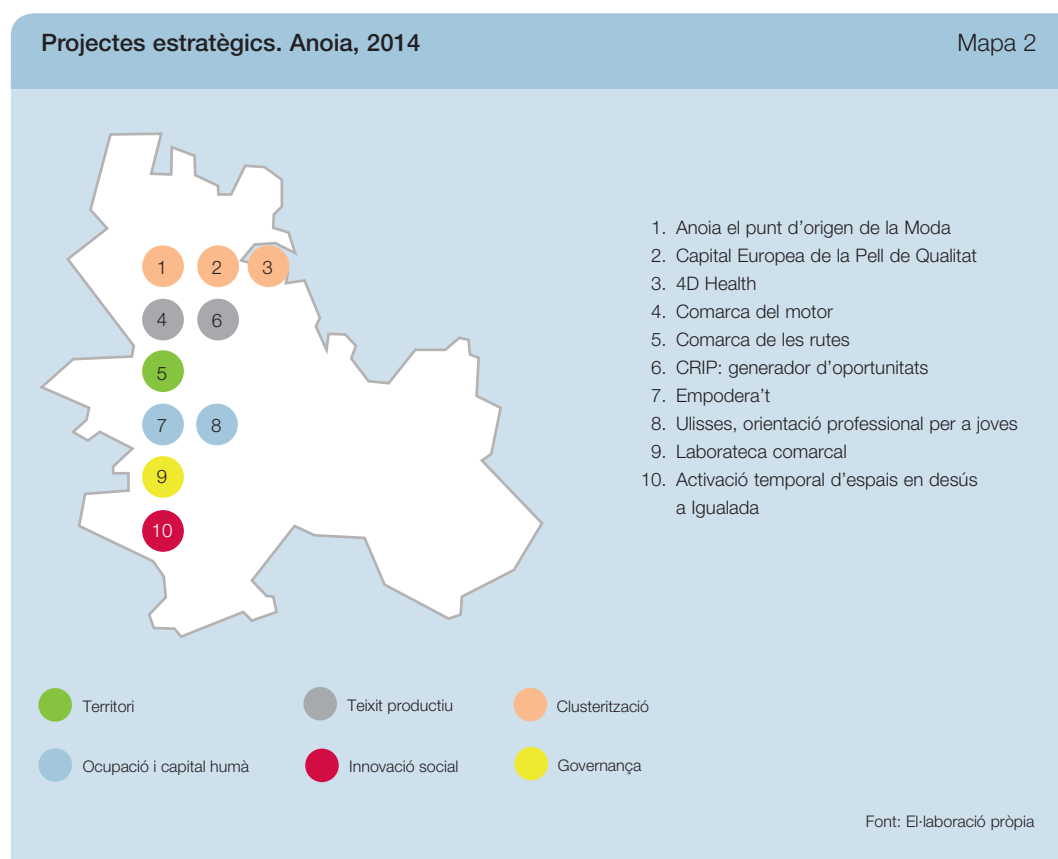 Projectes estratègics. Anoia, 2014
Mapa 2
1
2
3
4
6
5
7
8
9
10
1. Anoia el punt d'origen de la Moda
2. Capital Europea de la Pell de Qualitat
3. 4D Health
4. Comarca del motor
5. Comarca de les rutes
6. CRIP: generador d'oportunitats
7. Empodera't
8. Ulisses, orientació professional per a joves
9. Laborateca comarcal
10. Activació temporal d'espais en desús
a Igualada
Territori
Teixit productiu
Clusterització
Ocupació i capital humà
Innovació social
Governança
Font: El·laboració pròpia